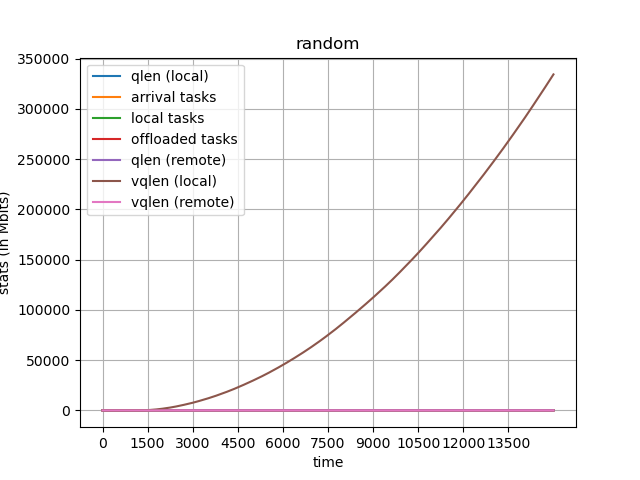 random
350000
300000
250000
200000
150000
100000
50000
0
stats (in Mbits)
qlen (local)
arrival tasks
local tasks
offloaded tasks
qlen (remote)
vqlen (local)
vqlen (remote)
0 1500 3000 4500 6000 7500 9000 10500 12000 13500
time